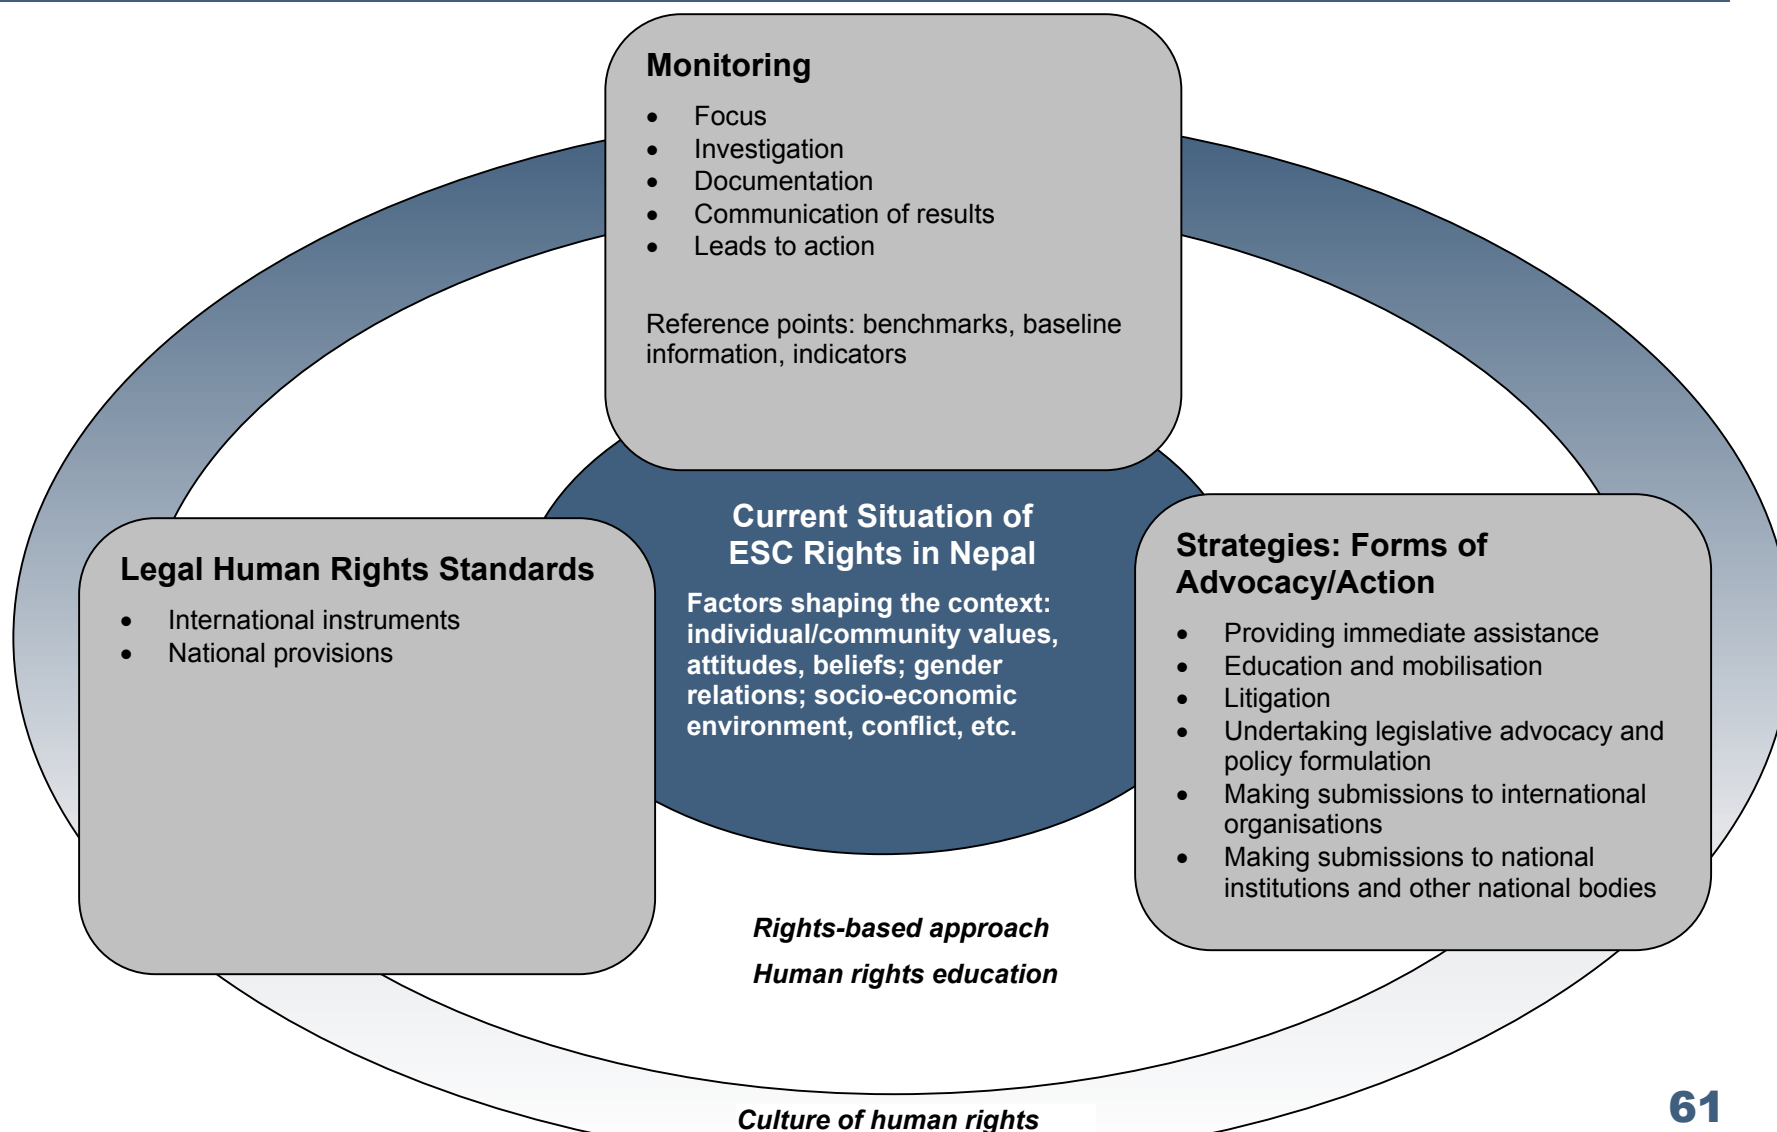 Monitoring
• Focus
• Investigation
• Documentation
• Communication of results
• Leads to action
Reference points: benchmarks, baseline
information, indicators
Current Situation of
ESC Rights in Nepal
Factors shaping the context:
individual/community values,
attitudes, beliefs; gender
relations; socio-economic
environment, conflict, etc.
Legal Human Rights Standards
• International instruments
• National provisions
Strategies: Forms of
Advocacy/Action
• Providing immediate assistance
• Education and mobilisation
• Litigation
• Undertaking legislative advocacy and
policy formulation
• Making submissions to international
organisations
• Making submissions to national
institutions and other national bodies
Rights-based approach
Human rights education
Culture of human rights
61